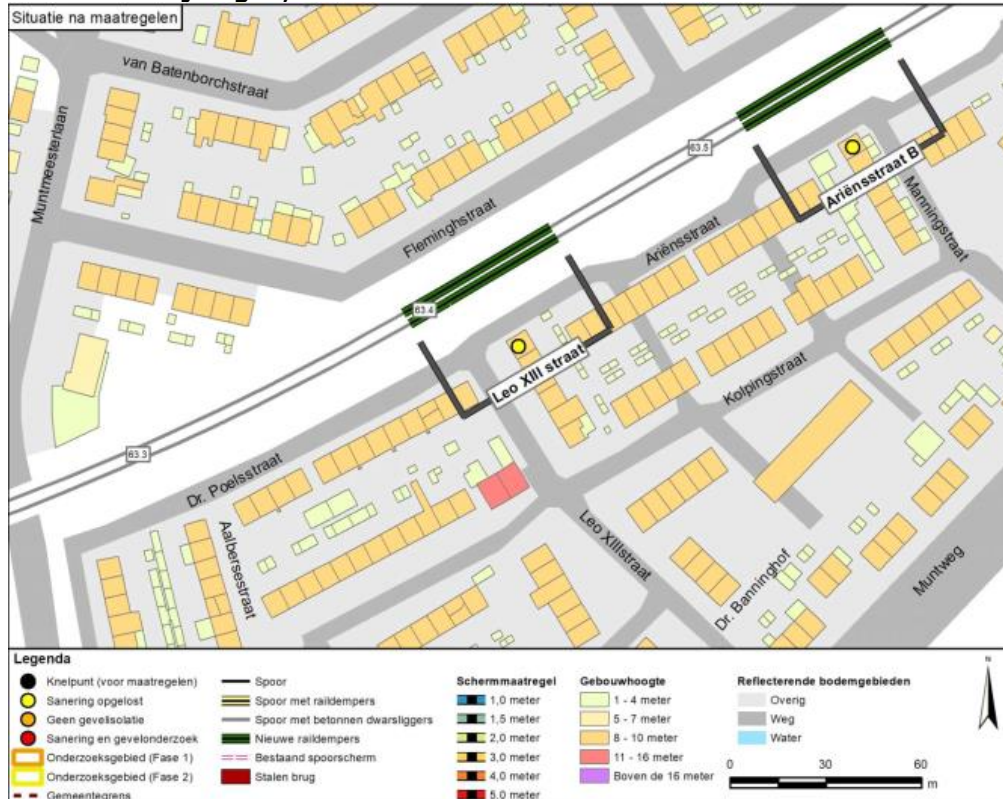 Situatie na maatregelen
van Batenborchstraat
Muntmeesterlaan
Fleminghstraat
63.5
Ariënsstraat B
Manningstraat
Ariënsstraat
63.4
Leo XIII straat
Kolpingstraat
63.3
Dr. Poelsstraat
Aalbersestraat
Leo XIIIstraat
Dr. Banninghof
Muntweg
Legenda
Knelpunt (voor maatregelen)
Sanering opgelost
Geen gevelisolatie
Sanering en gevelonderzoek
Onderzoeksgebied (Fase 1)
Onderzoeksgebied (Fase 2)
Gemeentegrens
Spoor
Spoor met raildempers
Spoor met betonnen dwarsliggers
Nieuwe raildempers
Bestaand spoorscherm
Stalen brug
Schermmaatregel
1,0 meter
1,5 meter
2,0 meter
3,0 meter
4,0 meter
5,0 meter
Gebouwhoogte
1 - 4 meter
5 - 7 meter
8 - 10 meter
11 - 16 meter
Boven de 16 meter
Reflecterende bodemgebieden
Overig
Weg
Water
N
0 30 60
m